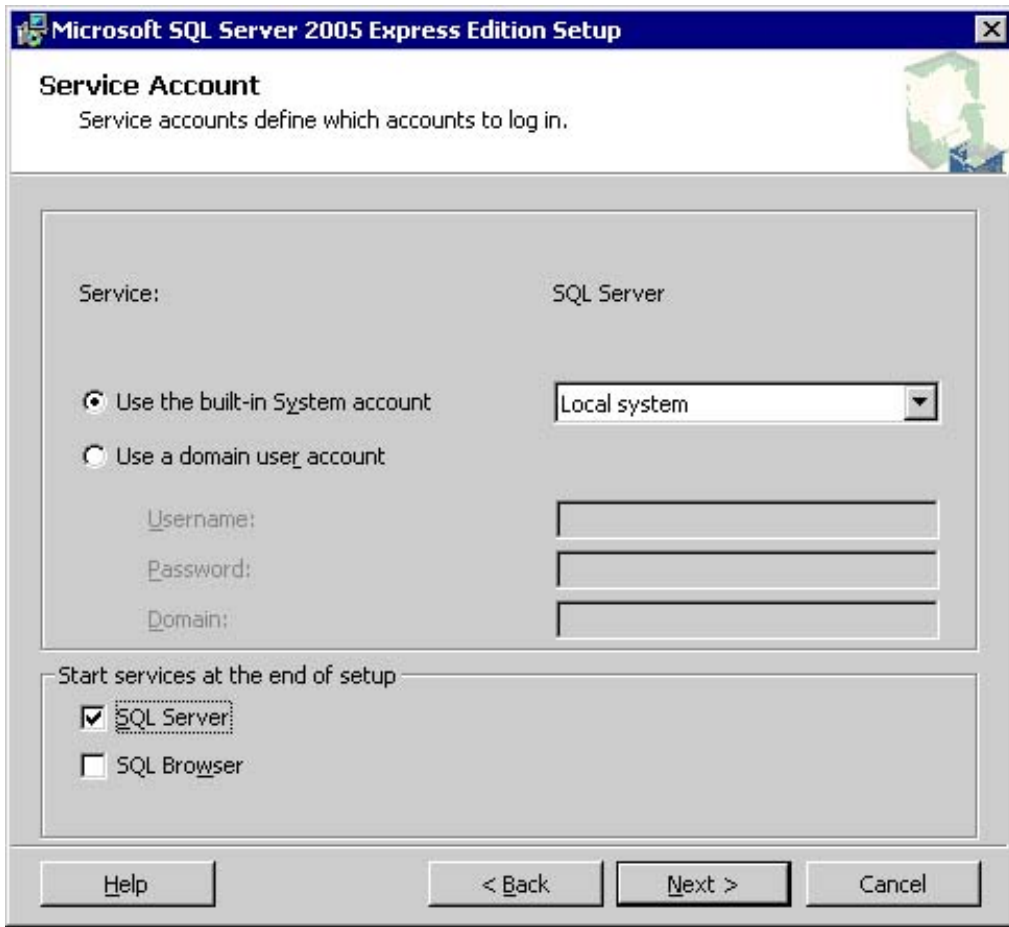 Microsoft SQL Server 2005 Express Edition Setup
Service Account
Service accounts define which accounts to log in.
Service: SQL Server
Use the built-in System account Local system
Use a domain user account
Username:
Password:
Domain:
Start services at the end of setup
SQL Server
SQL Browser
Help < Back Next > Cancel